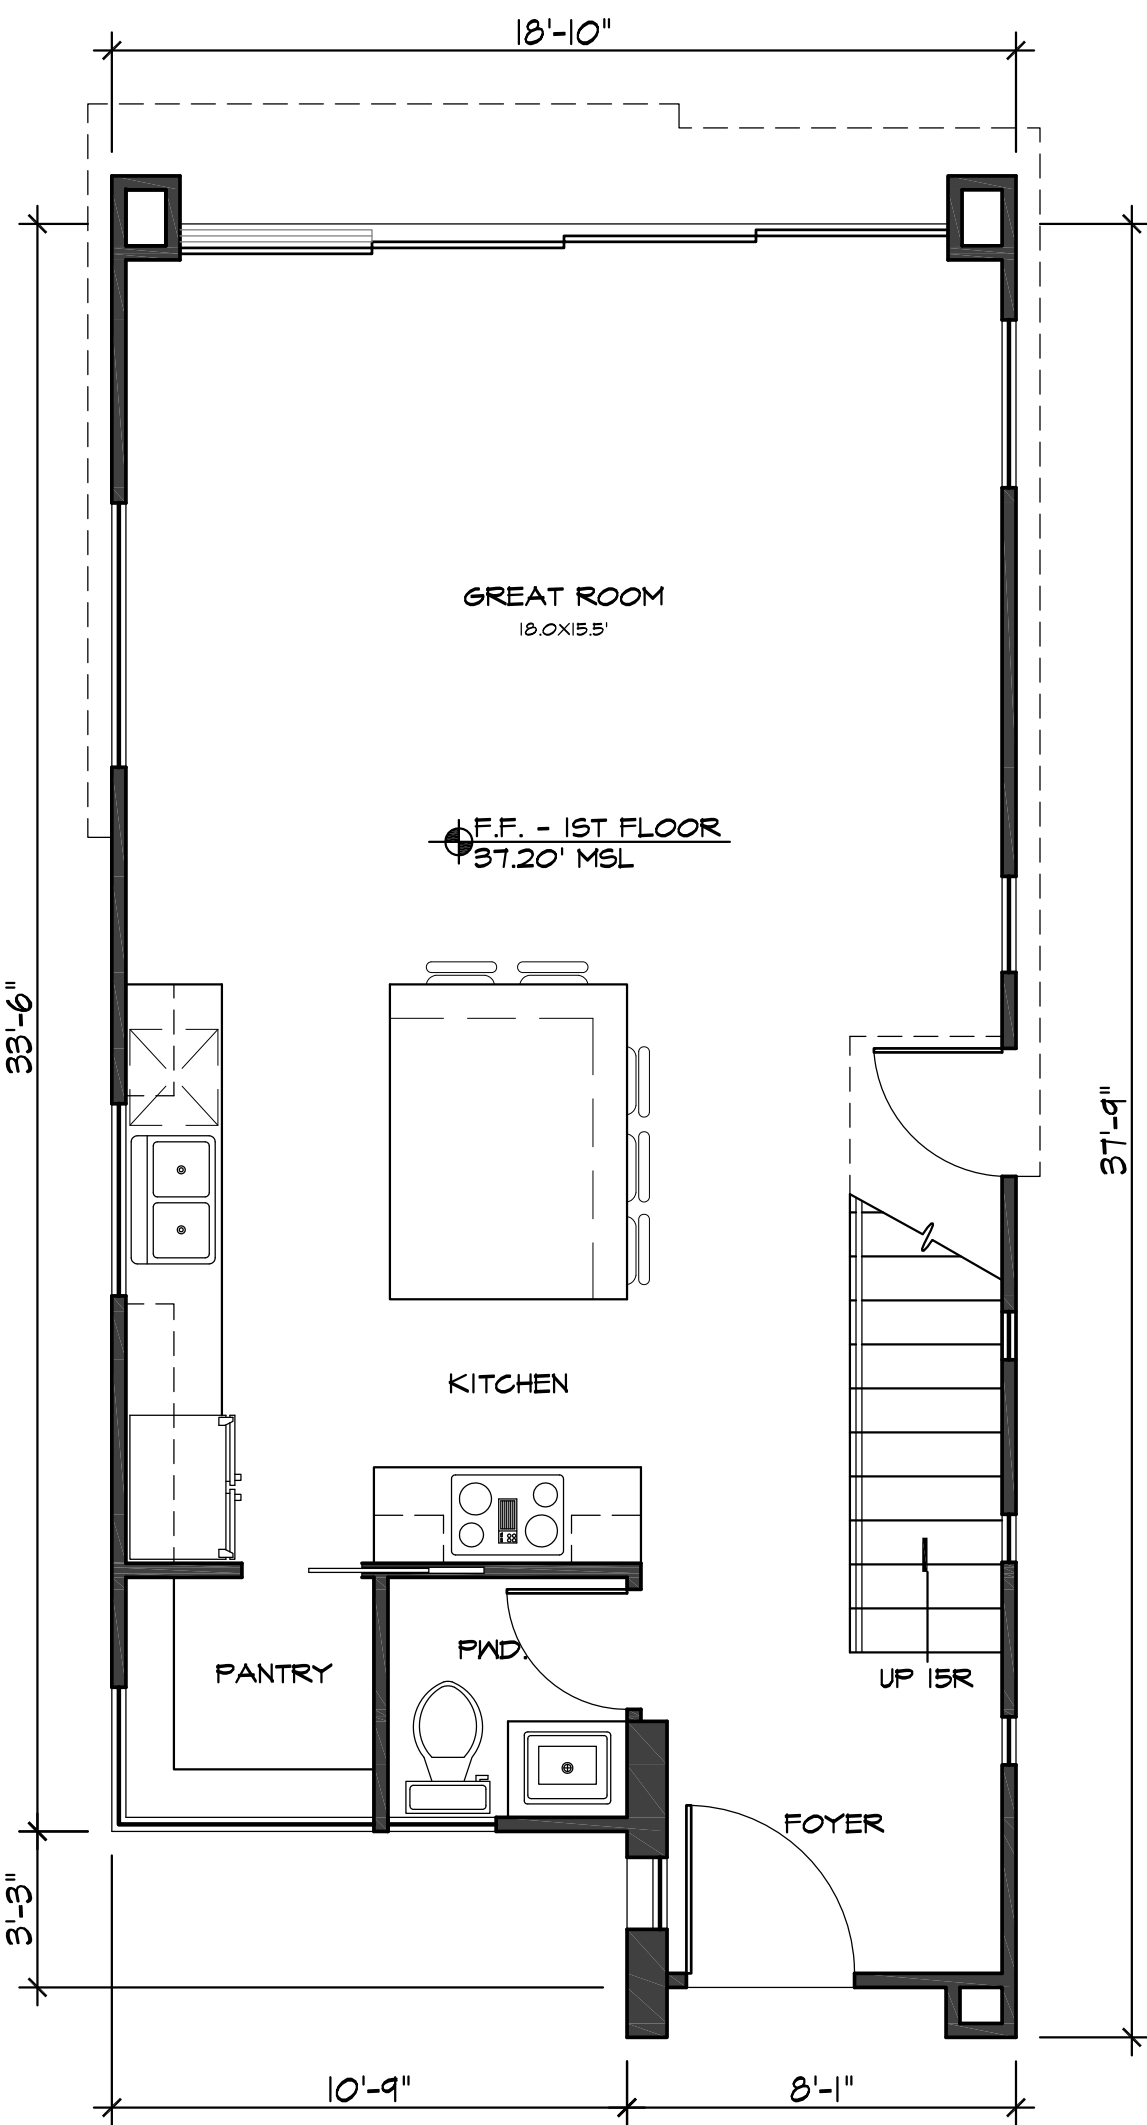 18'-10"
GREAT ROOM
18.0X15.5'
F.F. - 1ST FLOOR
37.20' MSL
33'-6"
37'-9"
KITCHEN
PWD.
PANTRY
UP 15R
FOYER
3'-3"
10'-9"
8'-1"